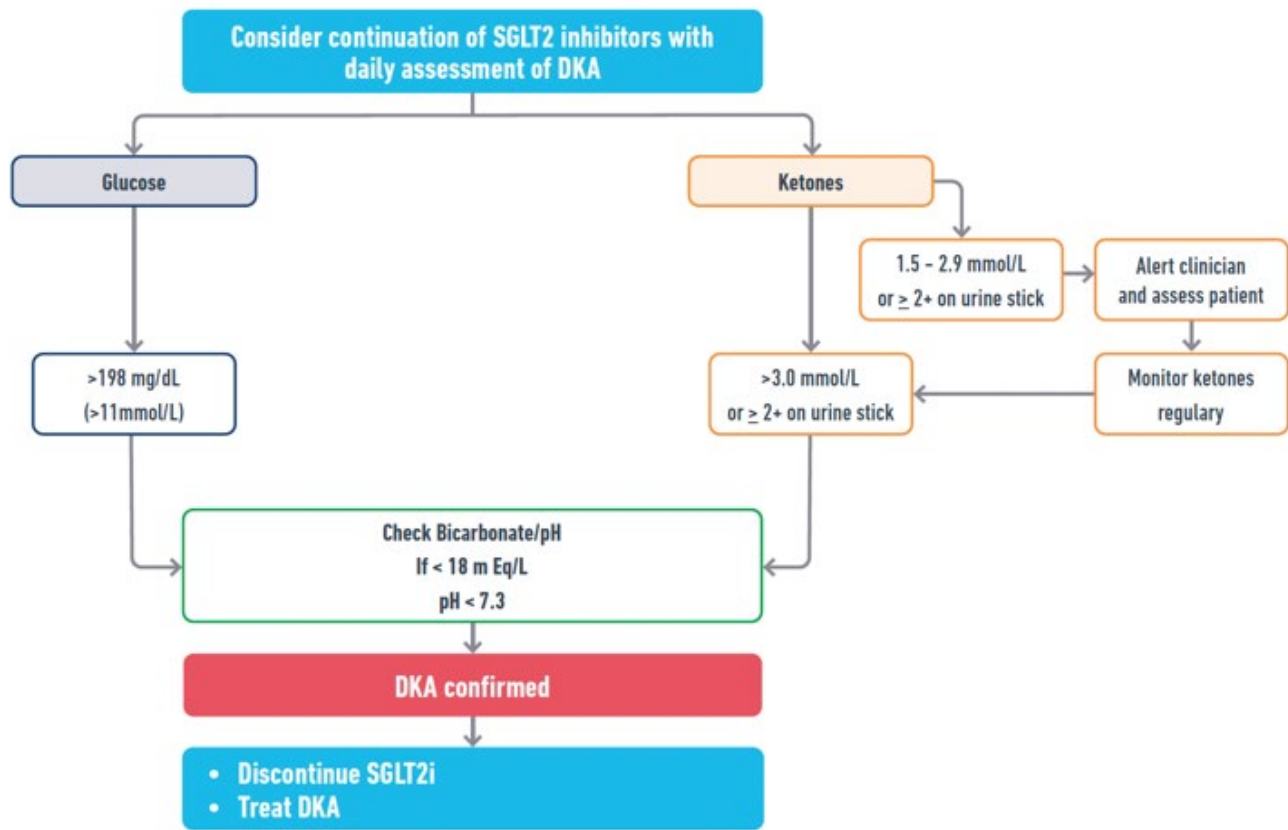 Consider continuation of SGLT2 inhibitors with
daily assessment of DKA
Glucose
Ketones
1.5 – 2.9 mmol/L
or ≥ 2+ on urine stick
Alert clinician
and assess patient
>198 mg/dL
(>11mmol/L)
>3.0 mmol/L
or ≥ 2+ on urine stick
Monitor ketones
regulary
Check Bicarbonate/pH
If < 18 m Eq/L
pH < 7.3
DKA confirmed
• Discontinue SGLT2i
• Treat DKA